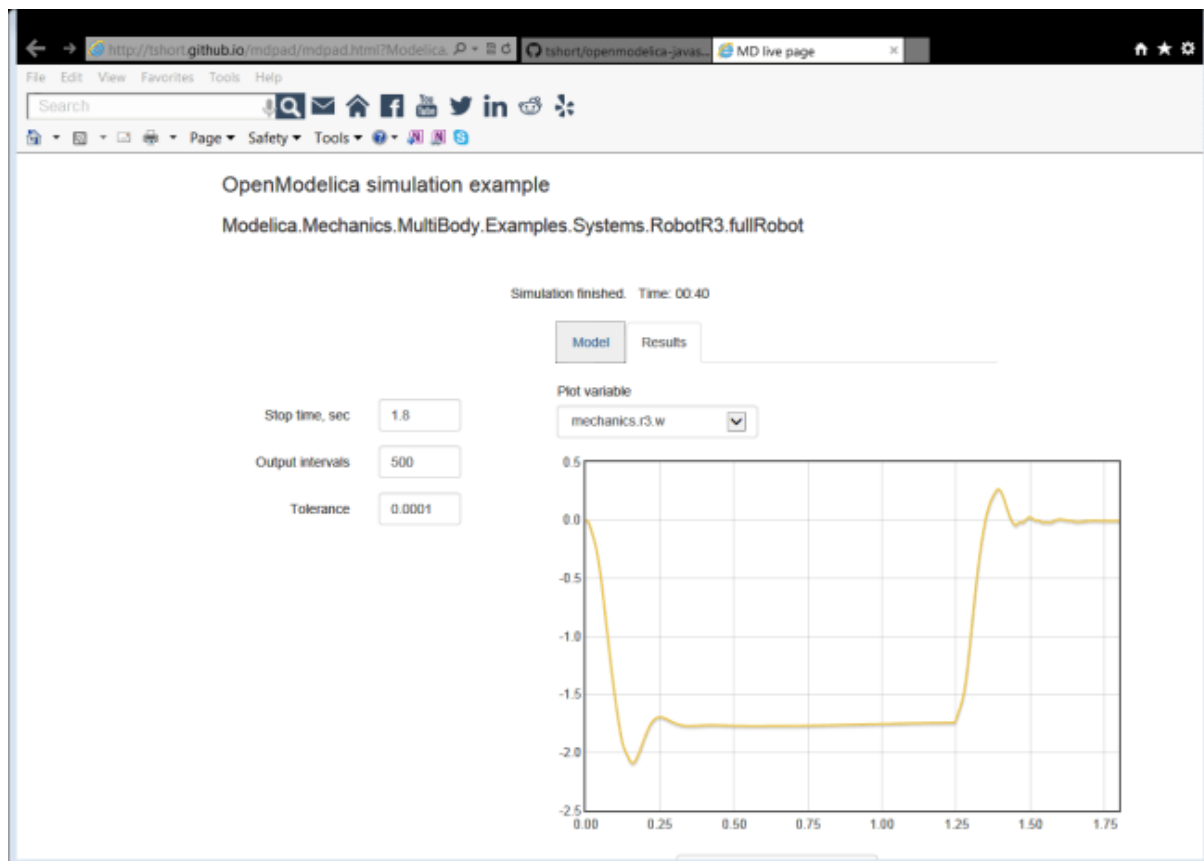 http://tshort.github.io/mdpad/mdpad.html?Modelica. tshort/openmodelica-javas... MD live page
File Edit View Favorites Tools Help
Search You Tube in
Page Safety Tools
OpenModelica simulation example
Modelica.Mechanics.MultiBody.Examples.Systems.RobotR3.fullRobot
Simulation finished. Time: 00:40
Model Results
Plot variable
mechanics.r3.w
Stop time, sec 1.8
Output intervals 500
Tolerance 0.0001
0.5
0.0
-0.5
-1.0
-1.5
-2.0
-2.5
0.00 0.25 0.50 0.75 1.00 1.25 1.50 1.75